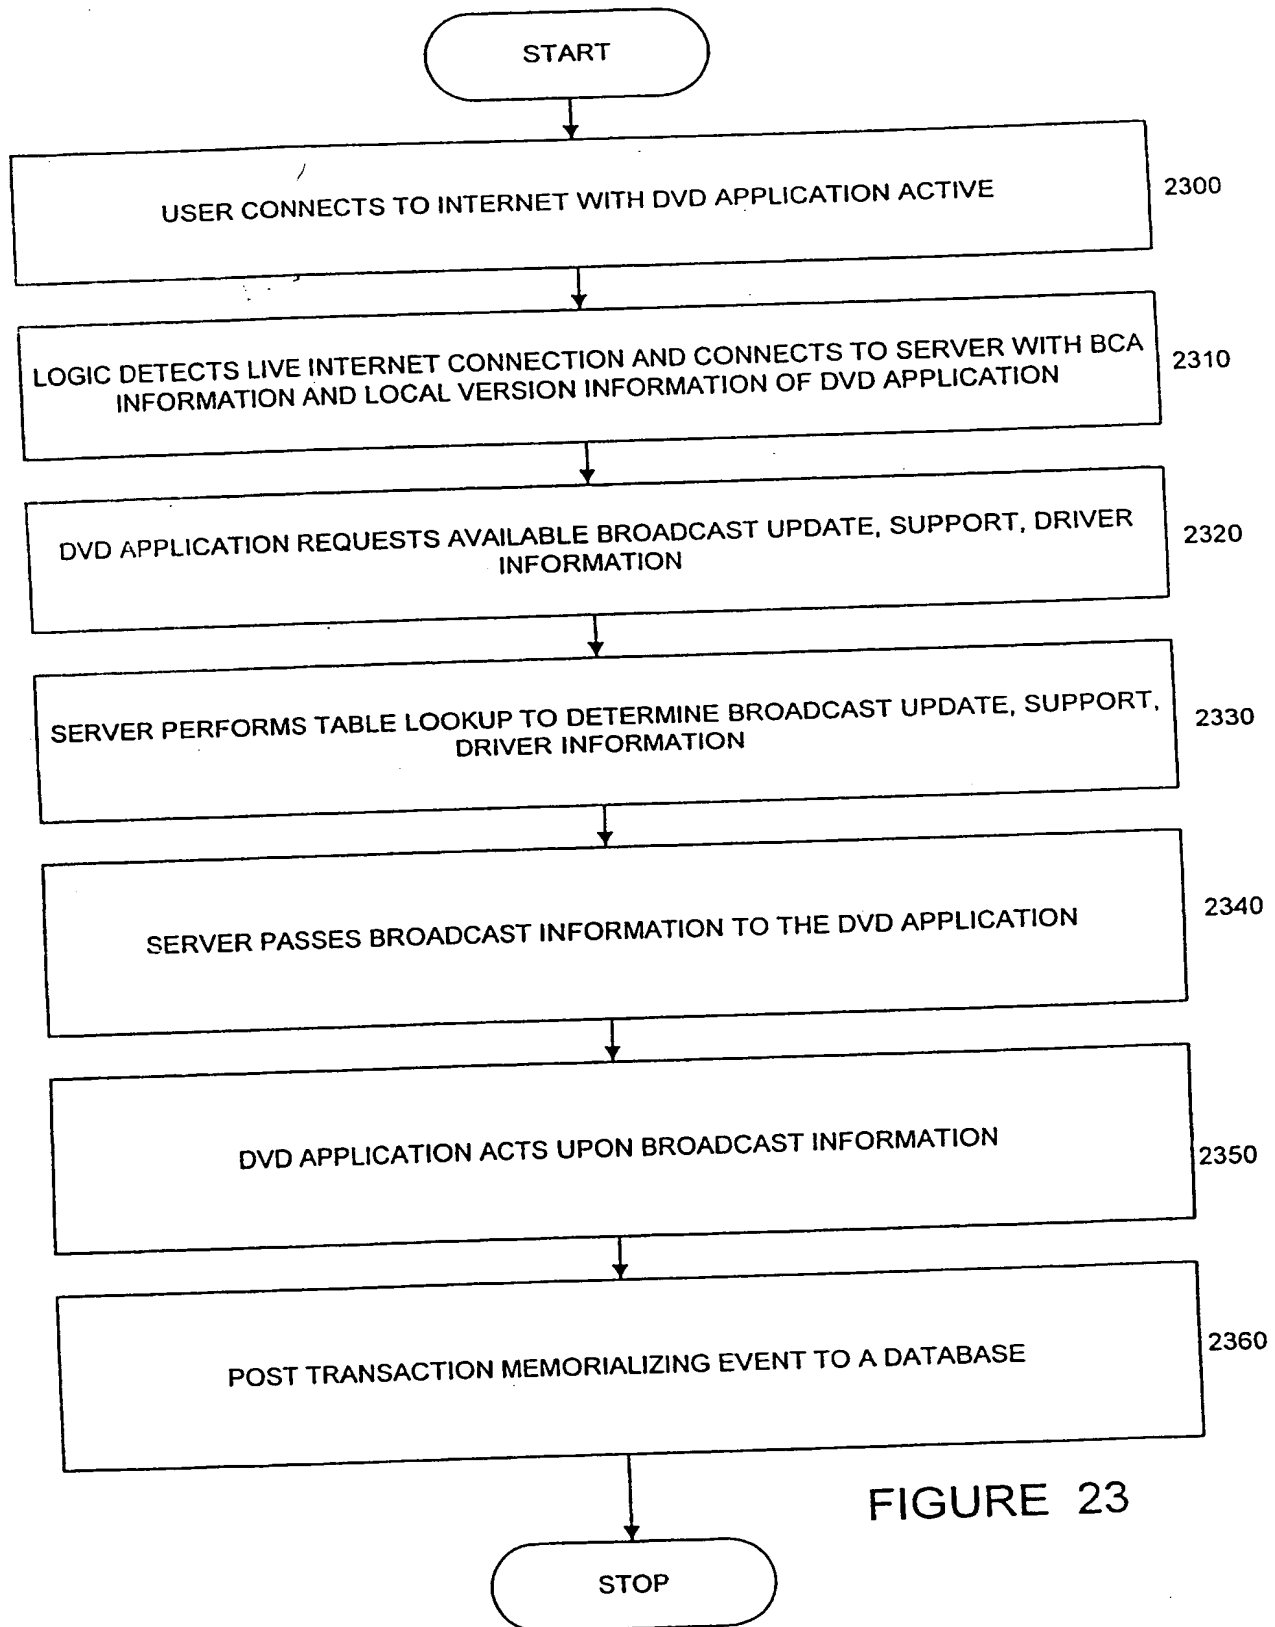 START
USER CONNECTS TO INTERNET WITH DVD APPLICATION ACTIVE
2300
LOGIC DETECTS LIVE INTERNET CONNECTION AND CONNECTS TO SERVER WITH BCA
INFORMATION AND LOCAL VERSION INFORMATION OF DVD APPLICATION
2310
DVD APPLICATION REQUESTS AVAILABLE BROADCAST UPDATE, SUPPORT, DRIVER
INFORMATION
2320
SERVER PERFORMS TABLE LOOKUP TO DETERMINE BROADCAST UPDATE, SUPPORT,
DRIVER INFORMATION
2330
SERVER PASSES BROADCAST INFORMATION TO THE DVD APPLICATION
2340
DVD APPLICATION ACTS UPON BROADCAST INFORMATION
2350
POST TRANSACTION MEMORIALIZING EVENT TO A DATABASE
2360
FIGURE 23
STOP